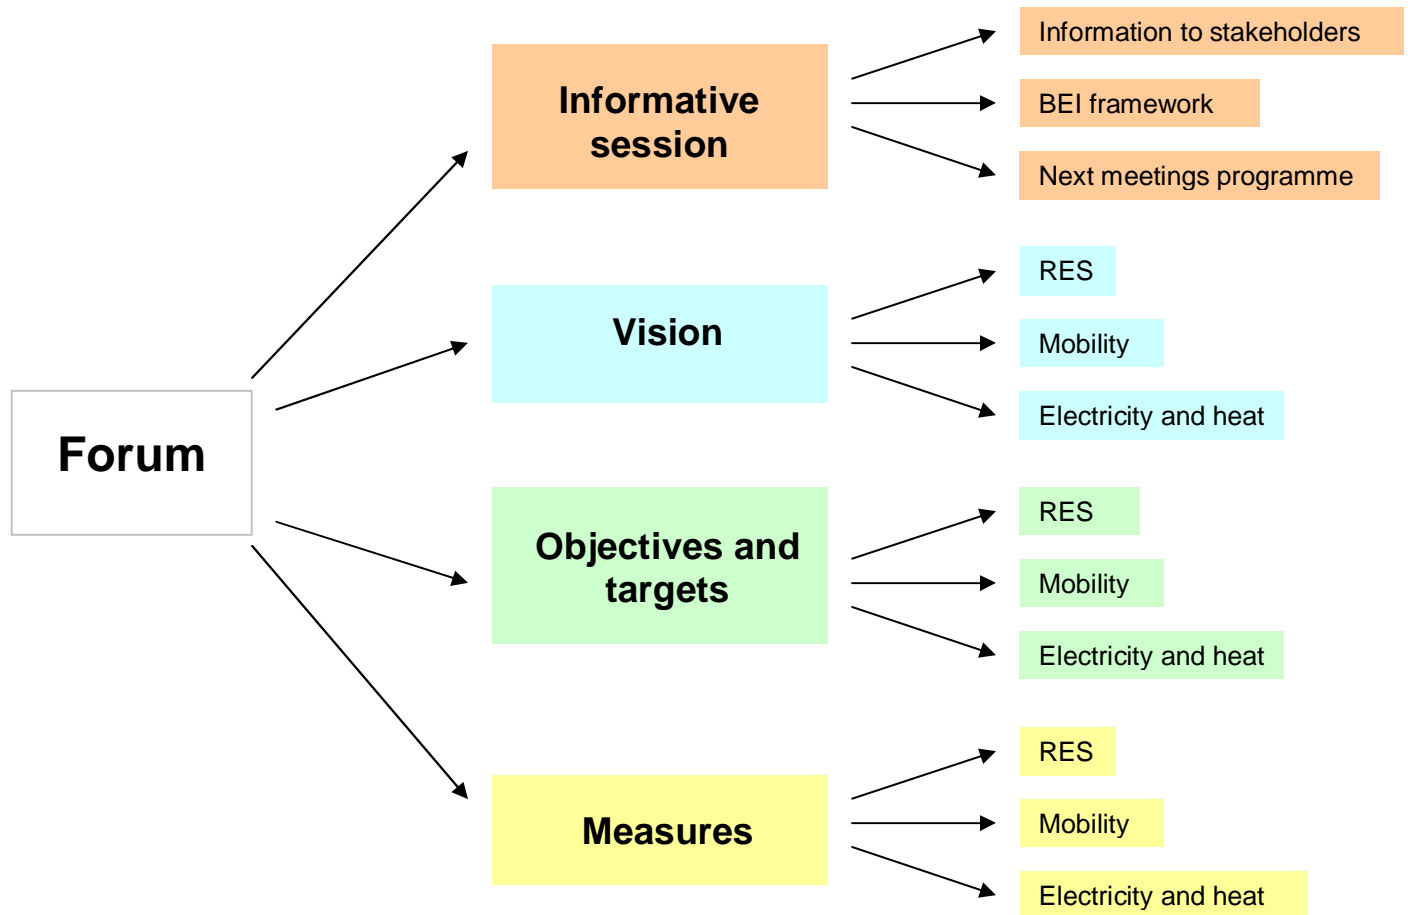 Forum
Informative
session
Information to stakeholders
BEI framework
Next meetings programme
Vision
RES
Mobility
Electricity and heat
Objectives and
targets
RES
Mobility
Electricity and heat
Measures
RES
Mobility
Electricity and heat